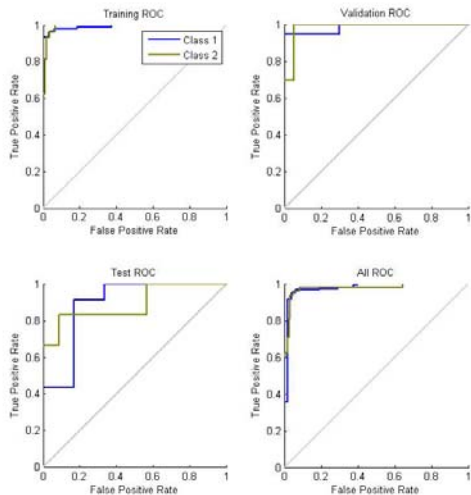 Training ROC
1
0.8
0.6
0.4
0.2
0
True Positive Rate
Class 1
Class 2
0 0.2 0.4 0.6 0.8 1
False Positive Rate
Validation ROC
1
0.8
0.6
0.4
0.2
0
True Positive Rate
0 0.2 0.4 0.6 0.8 1
False Positive Rate
Test ROC
1
0.8
0.6
0.4
0.2
0
True Positive Rate
0 0.2 0.4 0.6 0.8 1
False Positive Rate
All ROC
1
0.8
0.6
0.4
0.2
0
True Positive Rate
0 0.2 0.4 0.6 0.8 1
False Positive Rate